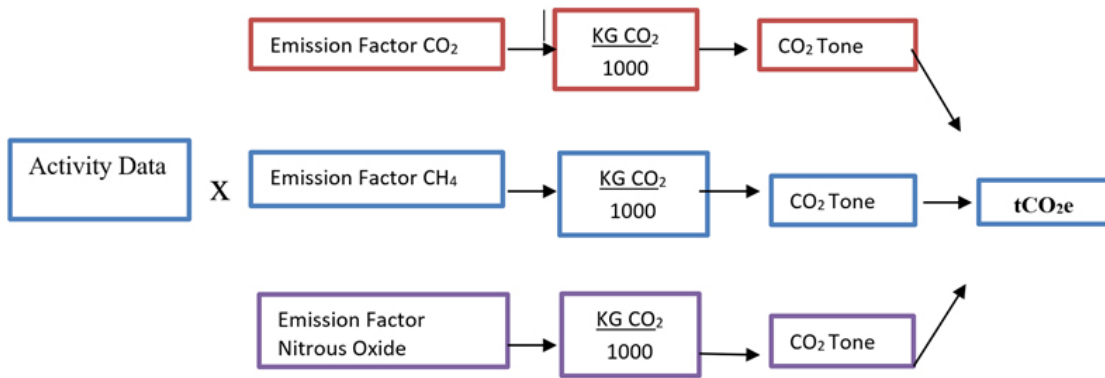 Emission Factor CO₂
KG CO₂
1000
CO₂ Tone
Activity Data
X
Emission Factor CH₄
KG CO₂
1000
CO₂ Tone
tCO₂e
Emission Factor
Nitrous Oxide
KG CO₂
1000
CO₂ Tone